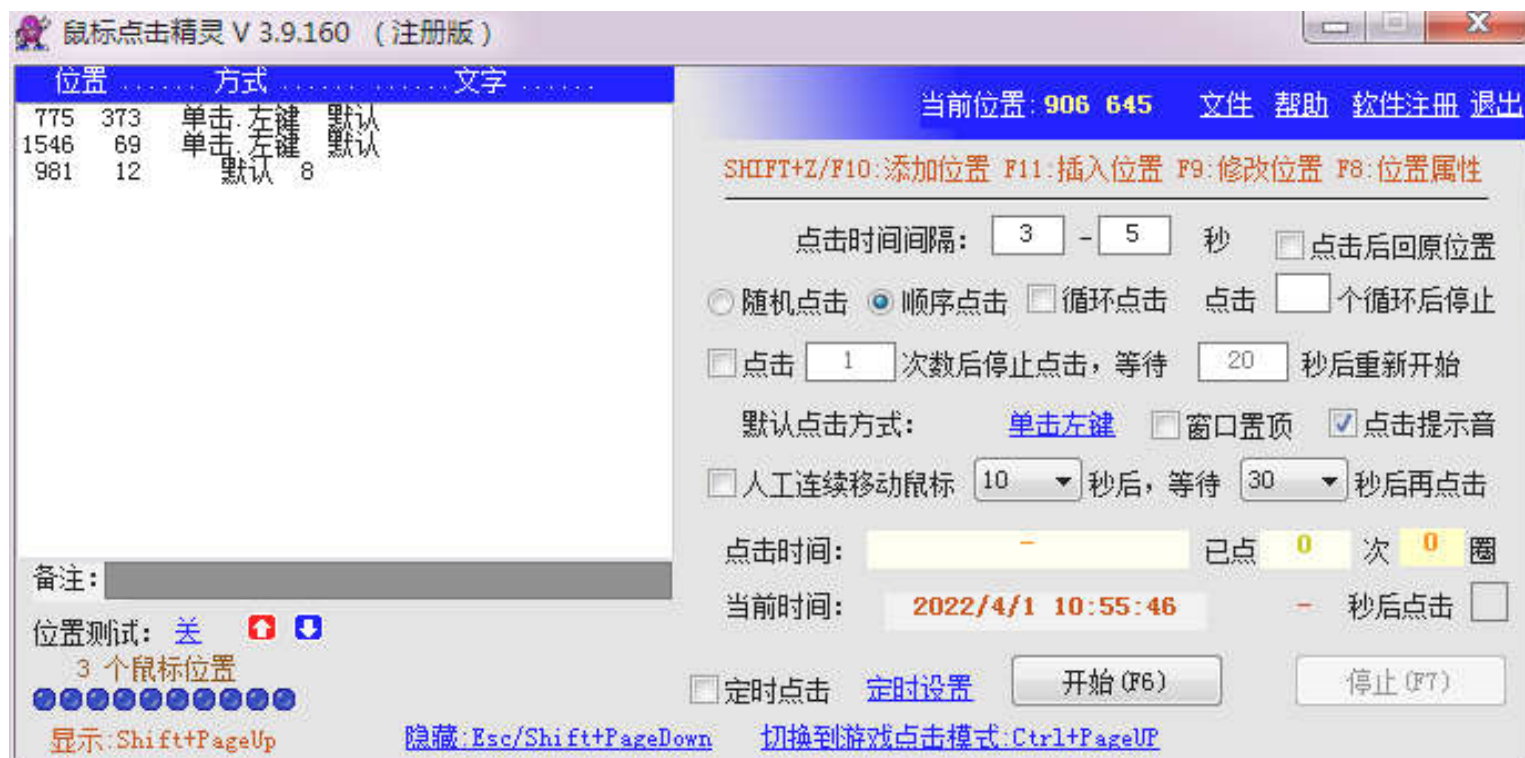 鼠标点击精灵 V 3.9.160 （注册版）
位置 ...... 方式 ...... ......文字 ......
775 373 单击.左键 默认
1546 69 单击.左键 默认
981 12 默认 8
当前位置: 906 645 文件 帮助 软件注册 退出
SHIFT+Z/F10:添加位置 F11:插入位置 F9:修改位置 F8:位置属性
点击时间间隔: 3 - 5 秒 点击后回原位置
随机点击 顺序点击 循环点击 点击 个循环后停止
点击 1 次数后停止点击，等待 20 秒后重新开始
默认点击方式: 单击左键 窗口置顶 点击提示音
人工连续移动鼠标 10 秒后，等待 30 秒后再点击
点击时间: - 已点 0 次 0 圈
备注:
当前时间: 2022/4/1 10:55:46 - 秒后点击
位置测试: 关
3 个鼠标位置
定时点击 定时设置 开始(F6) 停止(F7)
显示:Shift+PageUp 隐藏:Esc/Shift+PageDown 切换到游戏点击模式:Ctrl+PageUP